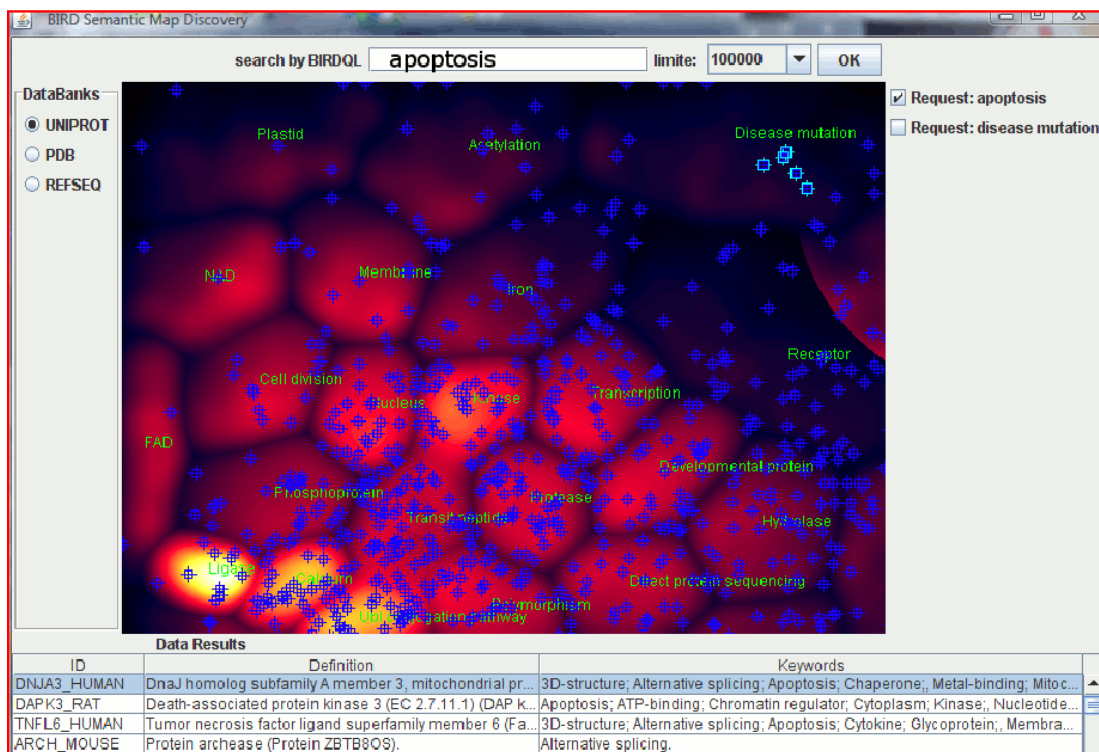 BIRD Semantic Map Discovery
search by BIRDQL apoptosis limite: 100000 OK
DataBanks
UNIPROT
PDB
REFSEQ
Request: apoptosis
Request: disease mutation
Plastid
Acetylation
Disease mutation
NAD
Membrane
Iron
Receptor
Cell division
Nucleus
Kinase
Transcription
FAD
Developmental protein
Phosphoprotein
Protease
Transit peptide
Hydrolase
Ligase
Calcium
Direct protein sequencing
Polymorphism
Ubl conjugation pathway
Data Results
ID Definition Keywords
DNJA3_HUMAN DnaJ homolog subfamily A member 3, mitochondrial pr... 3D-structure; Alternative splicing; Apoptosis; Chaperone;, Metal-binding; Mitoc...
DAPK3_RAT Death-associated protein kinase 3 (EC 2.7.11.1) (DAP k... Apoptosis; ATP-binding; Chromatin regulator; Cytoplasm; Kinase;, Nucleotide...
TNFL6_HUMAN Tumor necrosis factor ligand superfamily member 6 (Fa... 3D-structure; Alternative splicing; Apoptosis; Cytokine; Glycoprotein;, Membra...
ARCH_MOUSE Protein archease (Protein ZBTB8OS). Alternative splicing.